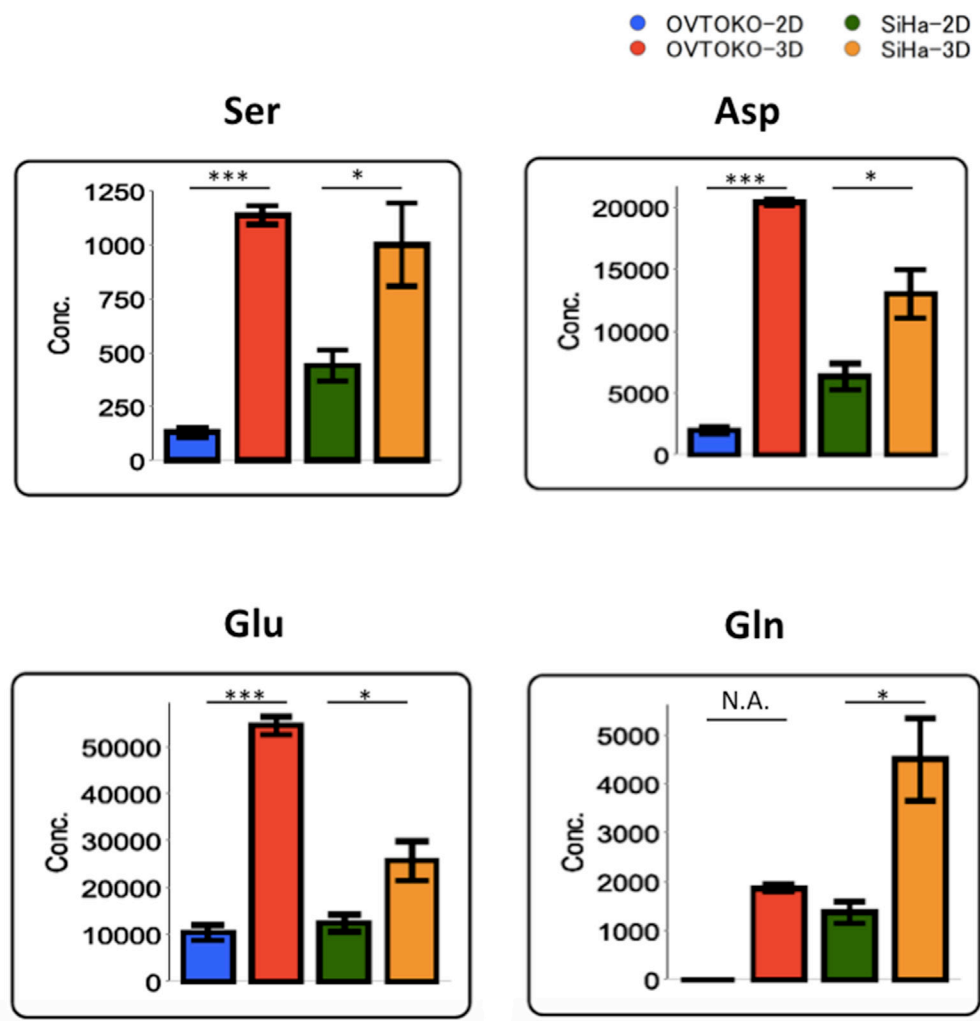 OVTOKO-2D SiHa-2D
OVTOKO-3D SiHa-3D
Ser
Asp
*** *
1250
1000
750
500
250
0
Conc.
*** *
20000
15000
10000
5000
0
Conc.
Glu
Gln
*** *
50000
40000
30000
20000
10000
0
Conc.
N.A. *
5000
4000
3000
2000
1000
0
Conc.